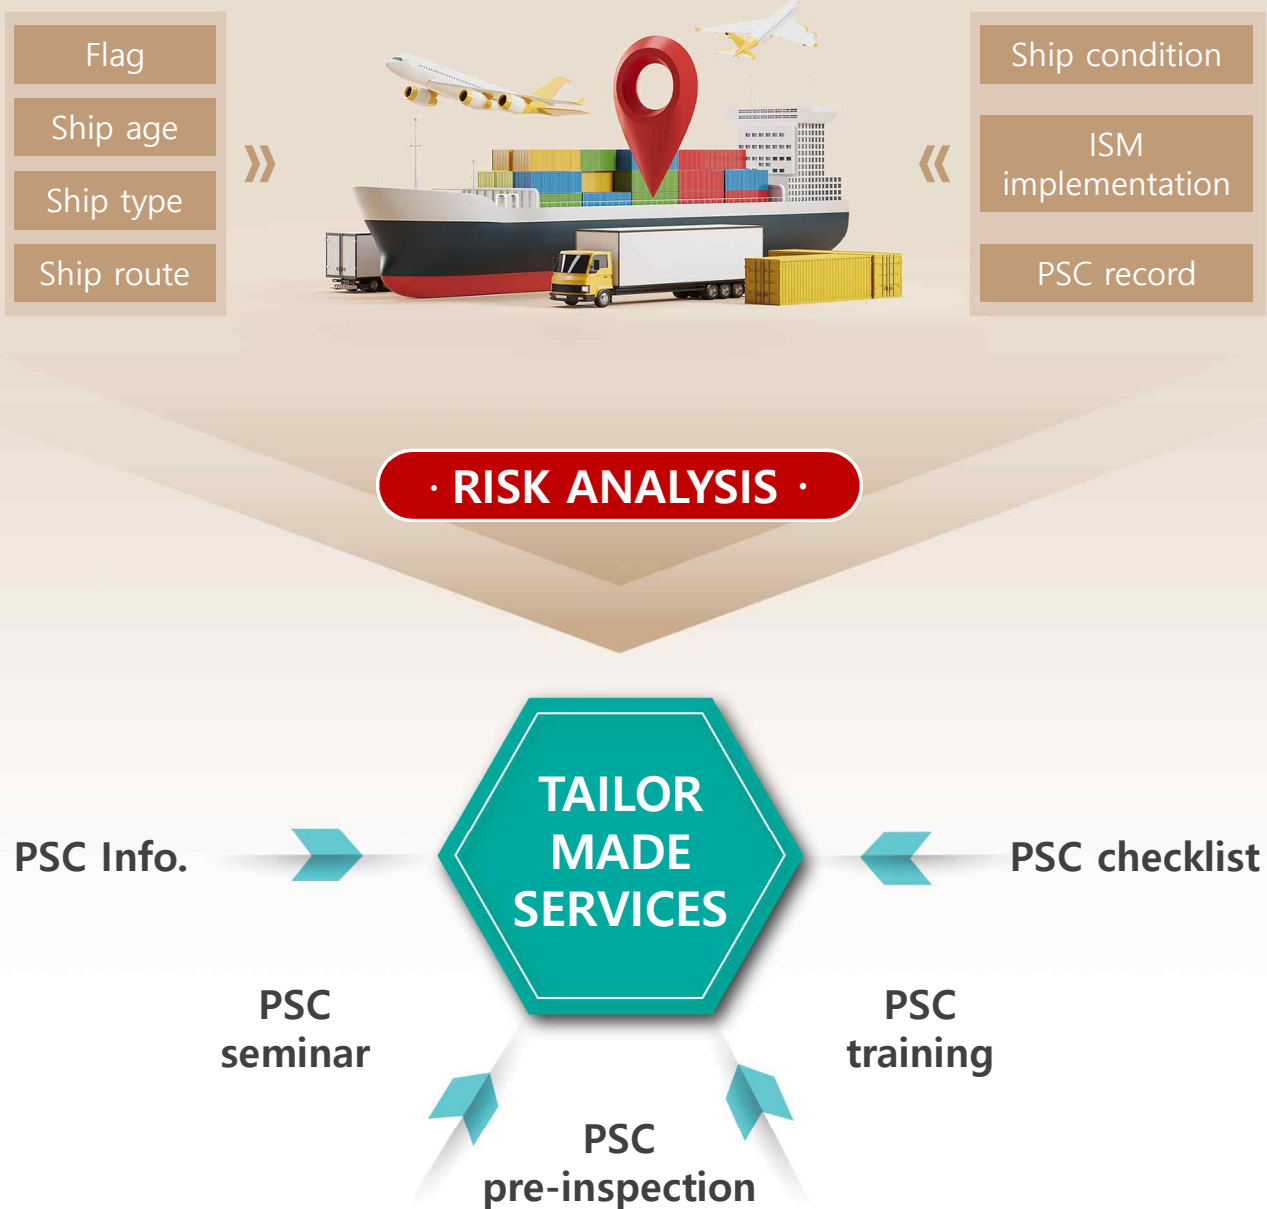 Flag
Ship age
Ship type
Ship route
Ship condition
ISM
implementation
PSC record
· RISK ANALYSIS ·
TAILOR
MADE
SERVICES
PSC Info.
PSC checklist
PSC
seminar
PSC
training
PSC
pre-inspection